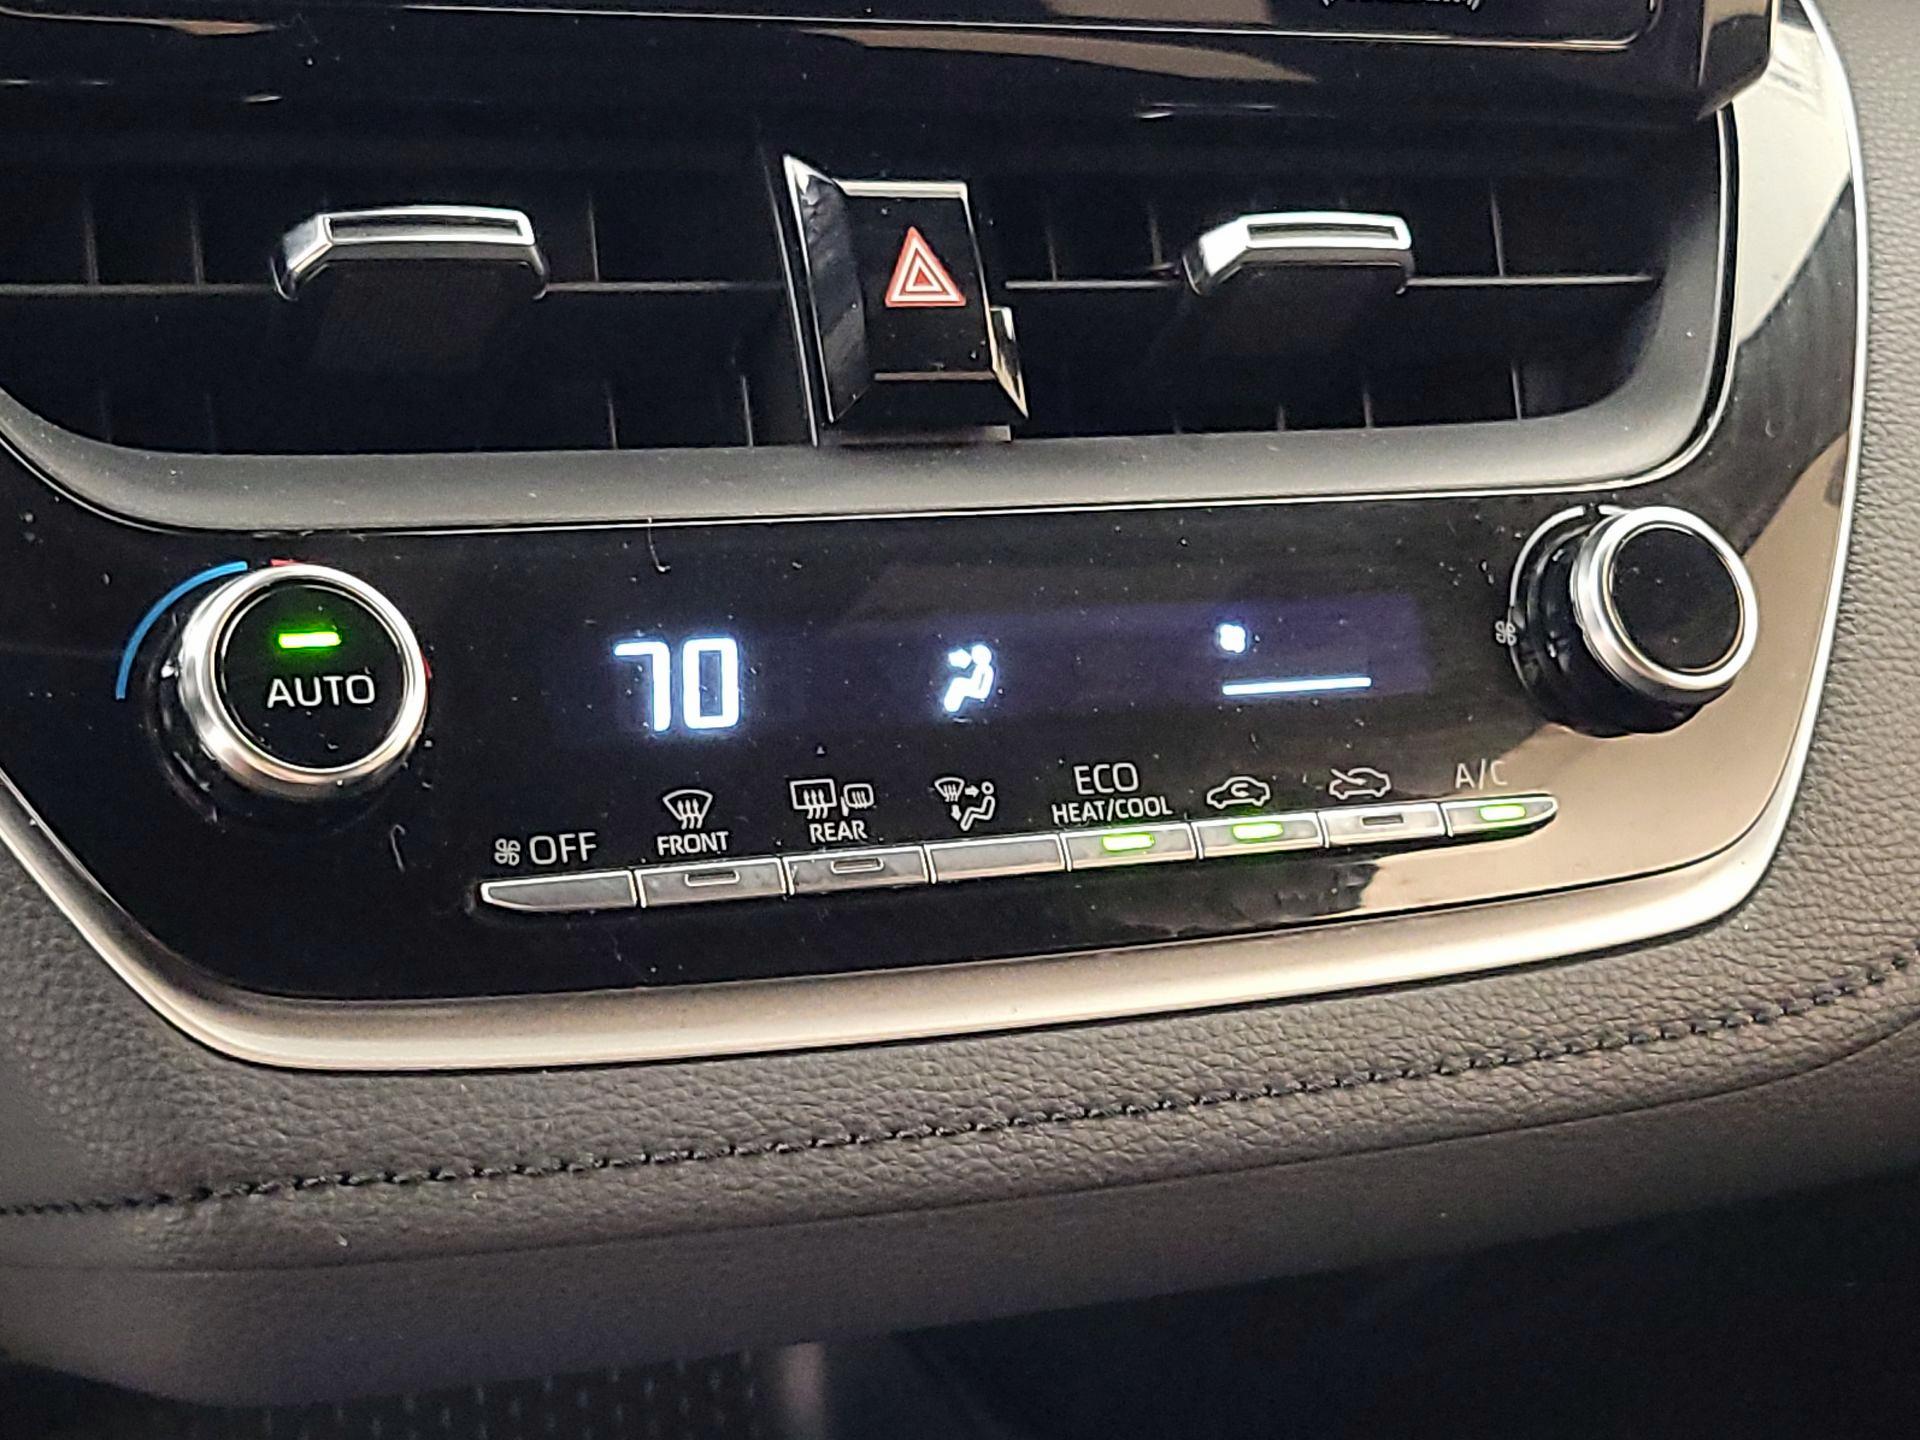 AUTO
70
OFF
FRONT
REAR
ECO
HEAT/COOL
A/C